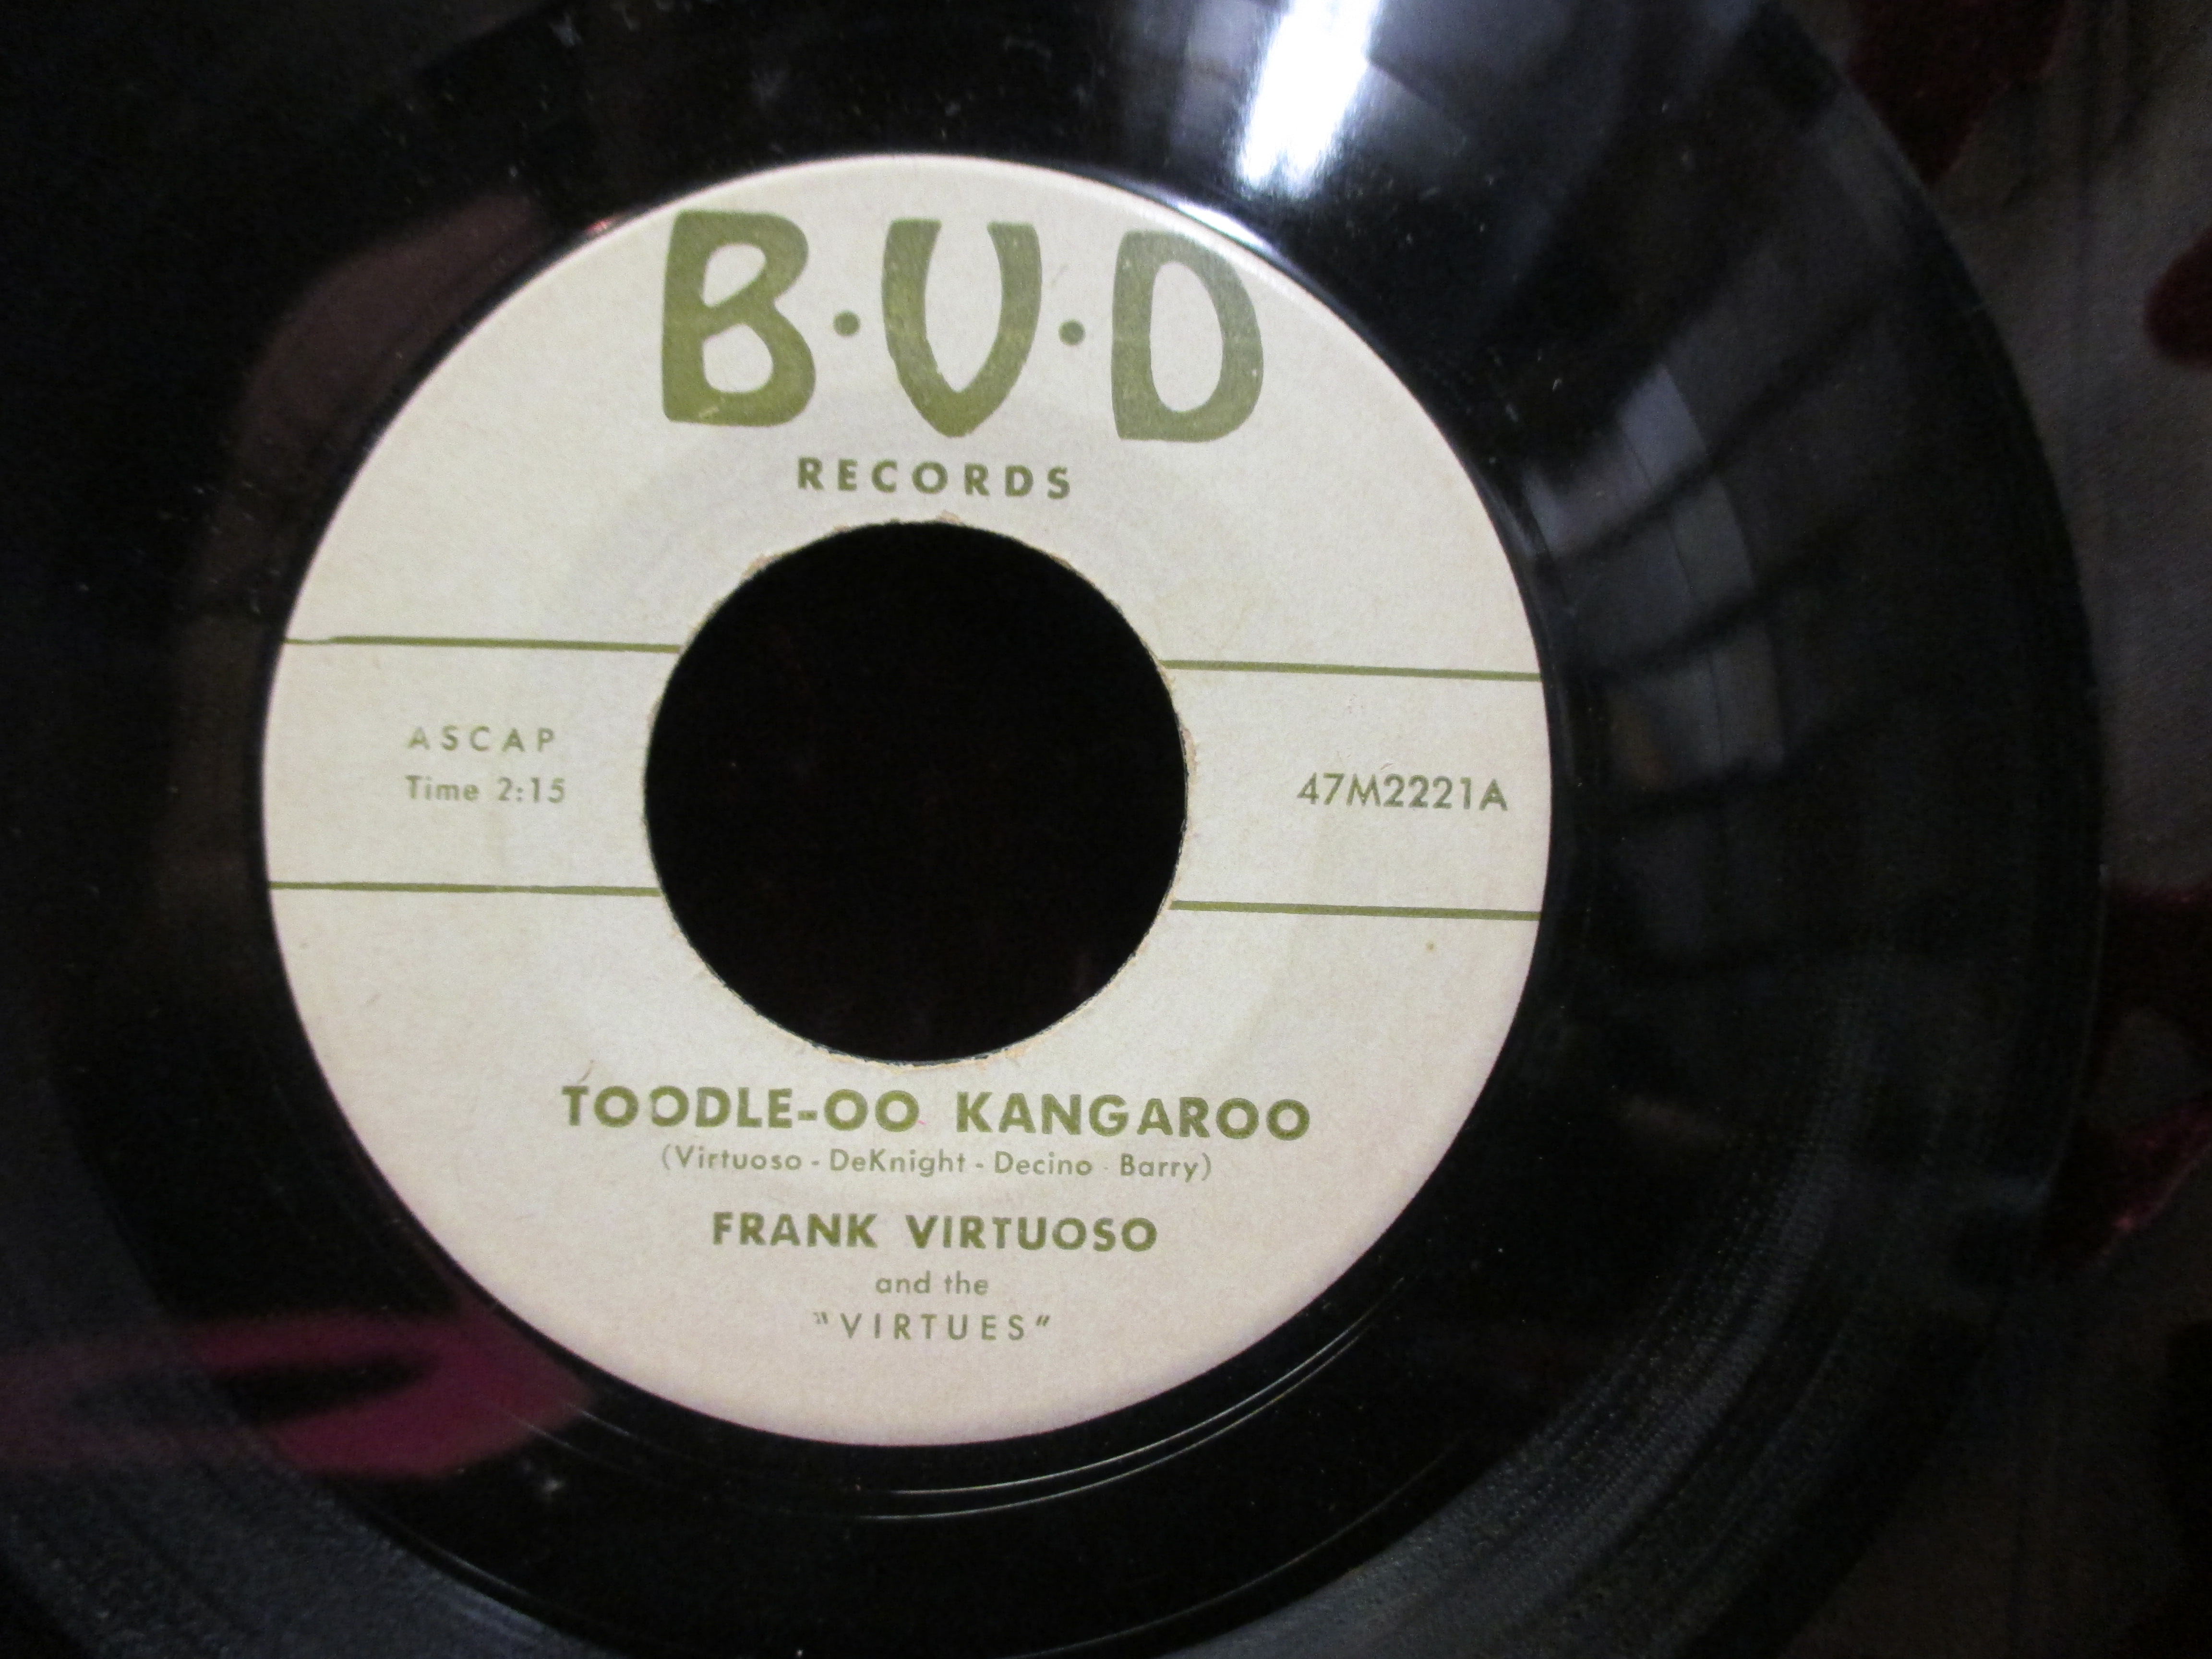 B·V·D
RECORDS
ASCAP
Time 2:15
47M2221A
TOODLE-OO KANGAROO
(Virtuoso - DeKnight - Decino - Barry)
FRANK VIRTUOSO
and the
"VIRTUES"